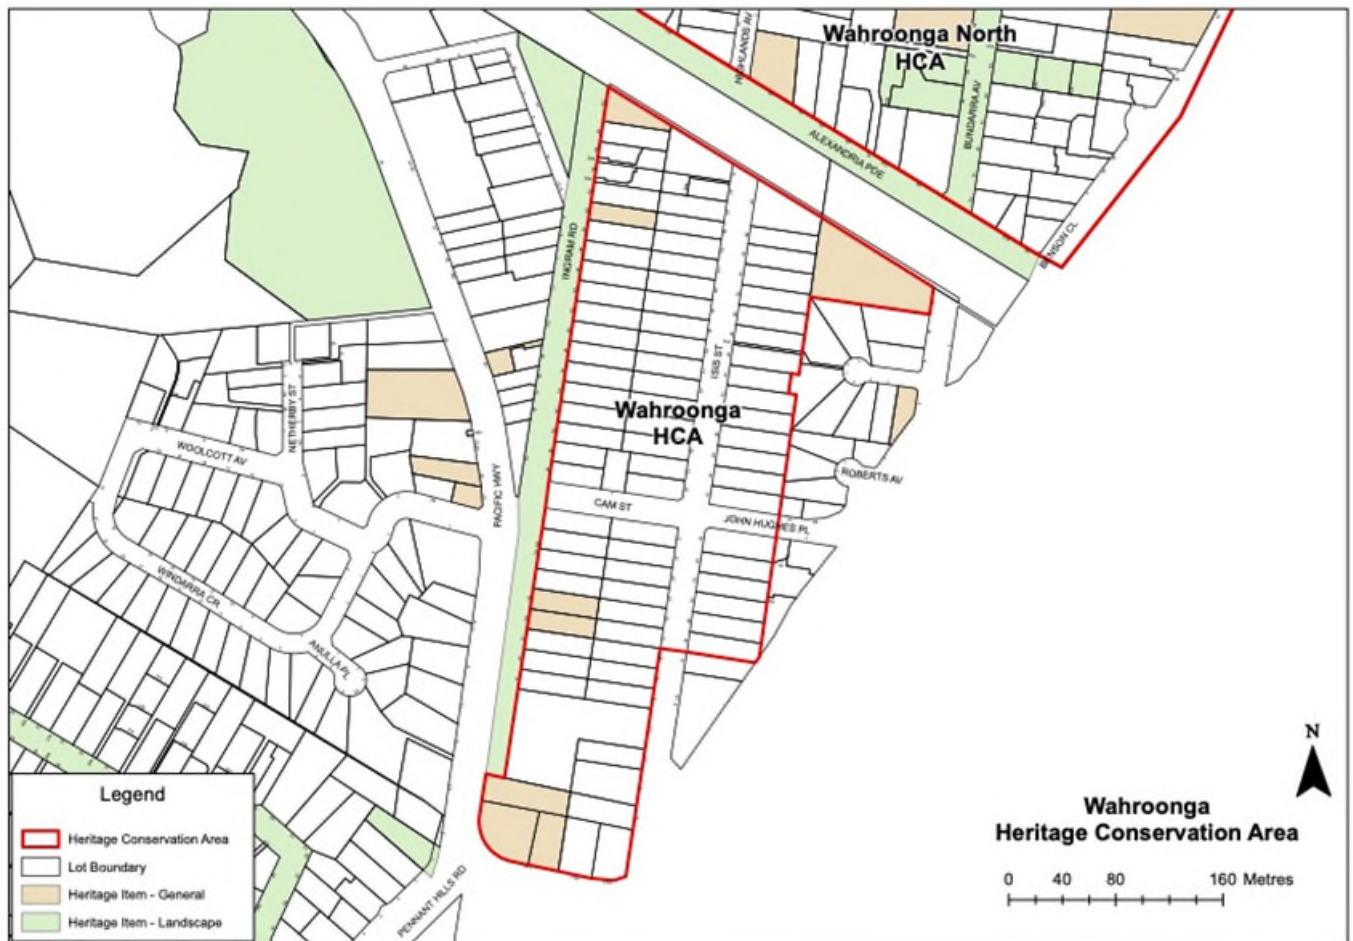 Wahroonga North
HCA
HIGHLANDS AV
BUNDARRA AV
ALEXANDRIA PDE
BUNSON CL
INGRAM RD
ISIS ST
Wahroonga
HCA
NETHERBY ST
WOOLCOTT AV
PACIFIC HWY
ROBERTS AV
CAM ST
JOHN HUGHES PL
WINDARRA CR
ANULLA PL
PENNANT HILLS RD
Legend
Heritage Conservation Area
Lot Boundary
Heritage Item - General
Heritage Item - Landscape
N
Wahroonga
Heritage Conservation Area
0 40 80 160 Metres